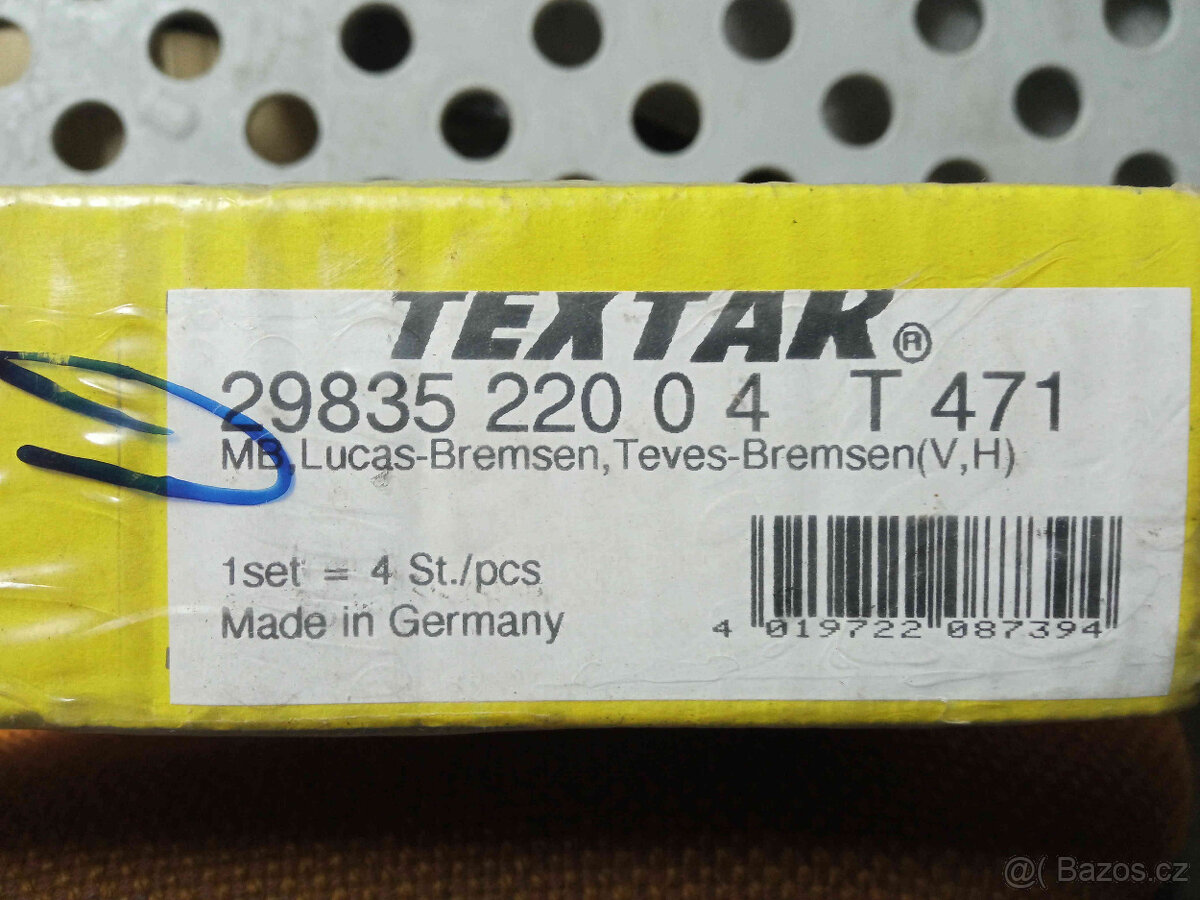 TEXTAR®
29835 220 0 4 T 471
MB,Lucas-Bremsen,Teves-Bremsen(V,H)
1set = 4 St./pcs
Made in Germany
4 019722 087394
@( Bazos.cz